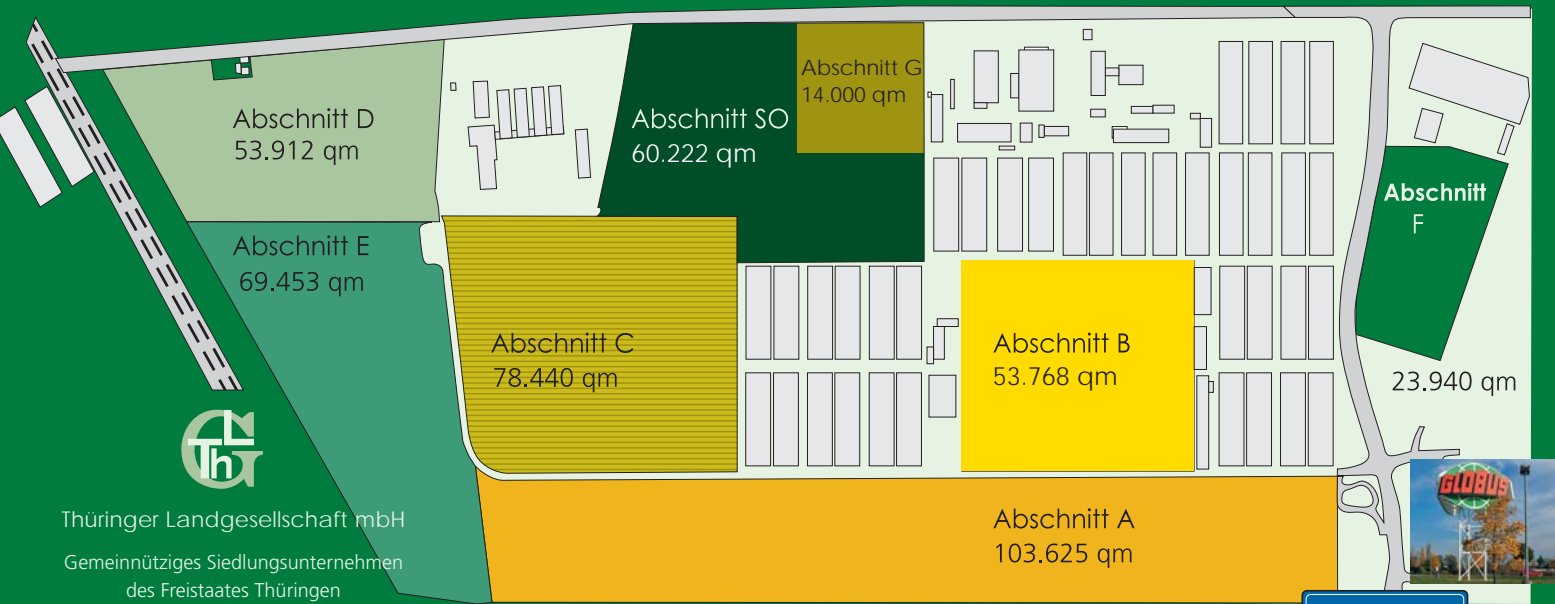 Abschnitt D
53.912 qm
Abschnitt SO
60.222 qm
Abschnitt G
14.000 qm
Abschnitt
F
23.940 qm
Abschnitt E
69.453 qm
Abschnitt C
78.440 qm
Abschnitt B
53.768 qm
Abschnitt A
103.625 qm
GLOBUS
ThLG
Thüringer Landgesellschaft mbH
Gemeinnütziges Siedlungsunternehmen
des Freistaates Thüringen